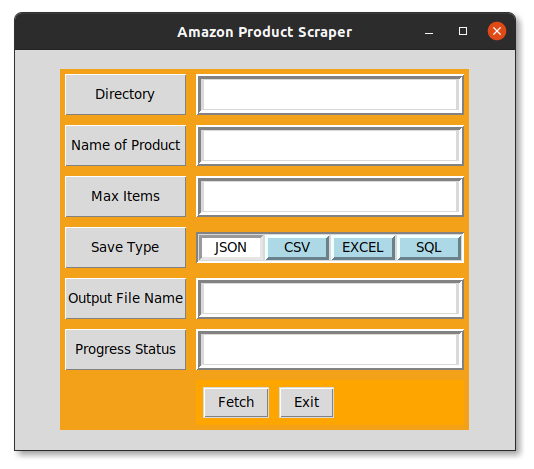 Amazon Product Scraper
Directory
Name of Product
Max Items
Save Type JSON CSV EXCEL SQL
Output File Name
Progress Status
Fetch Exit